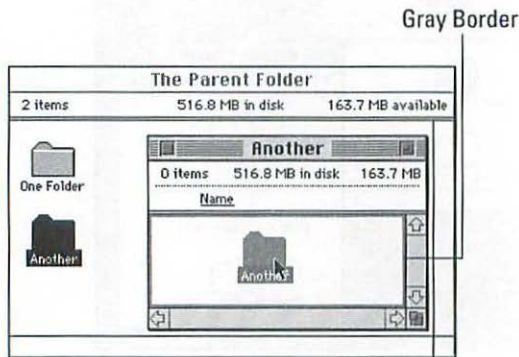 Gray Border
The Parent Folder
2 items 516.8 MB in disk 163.7 MB available
One Folder
Another
Another
0 items 516.8 MB in disk 163.7 MB
Name
Another